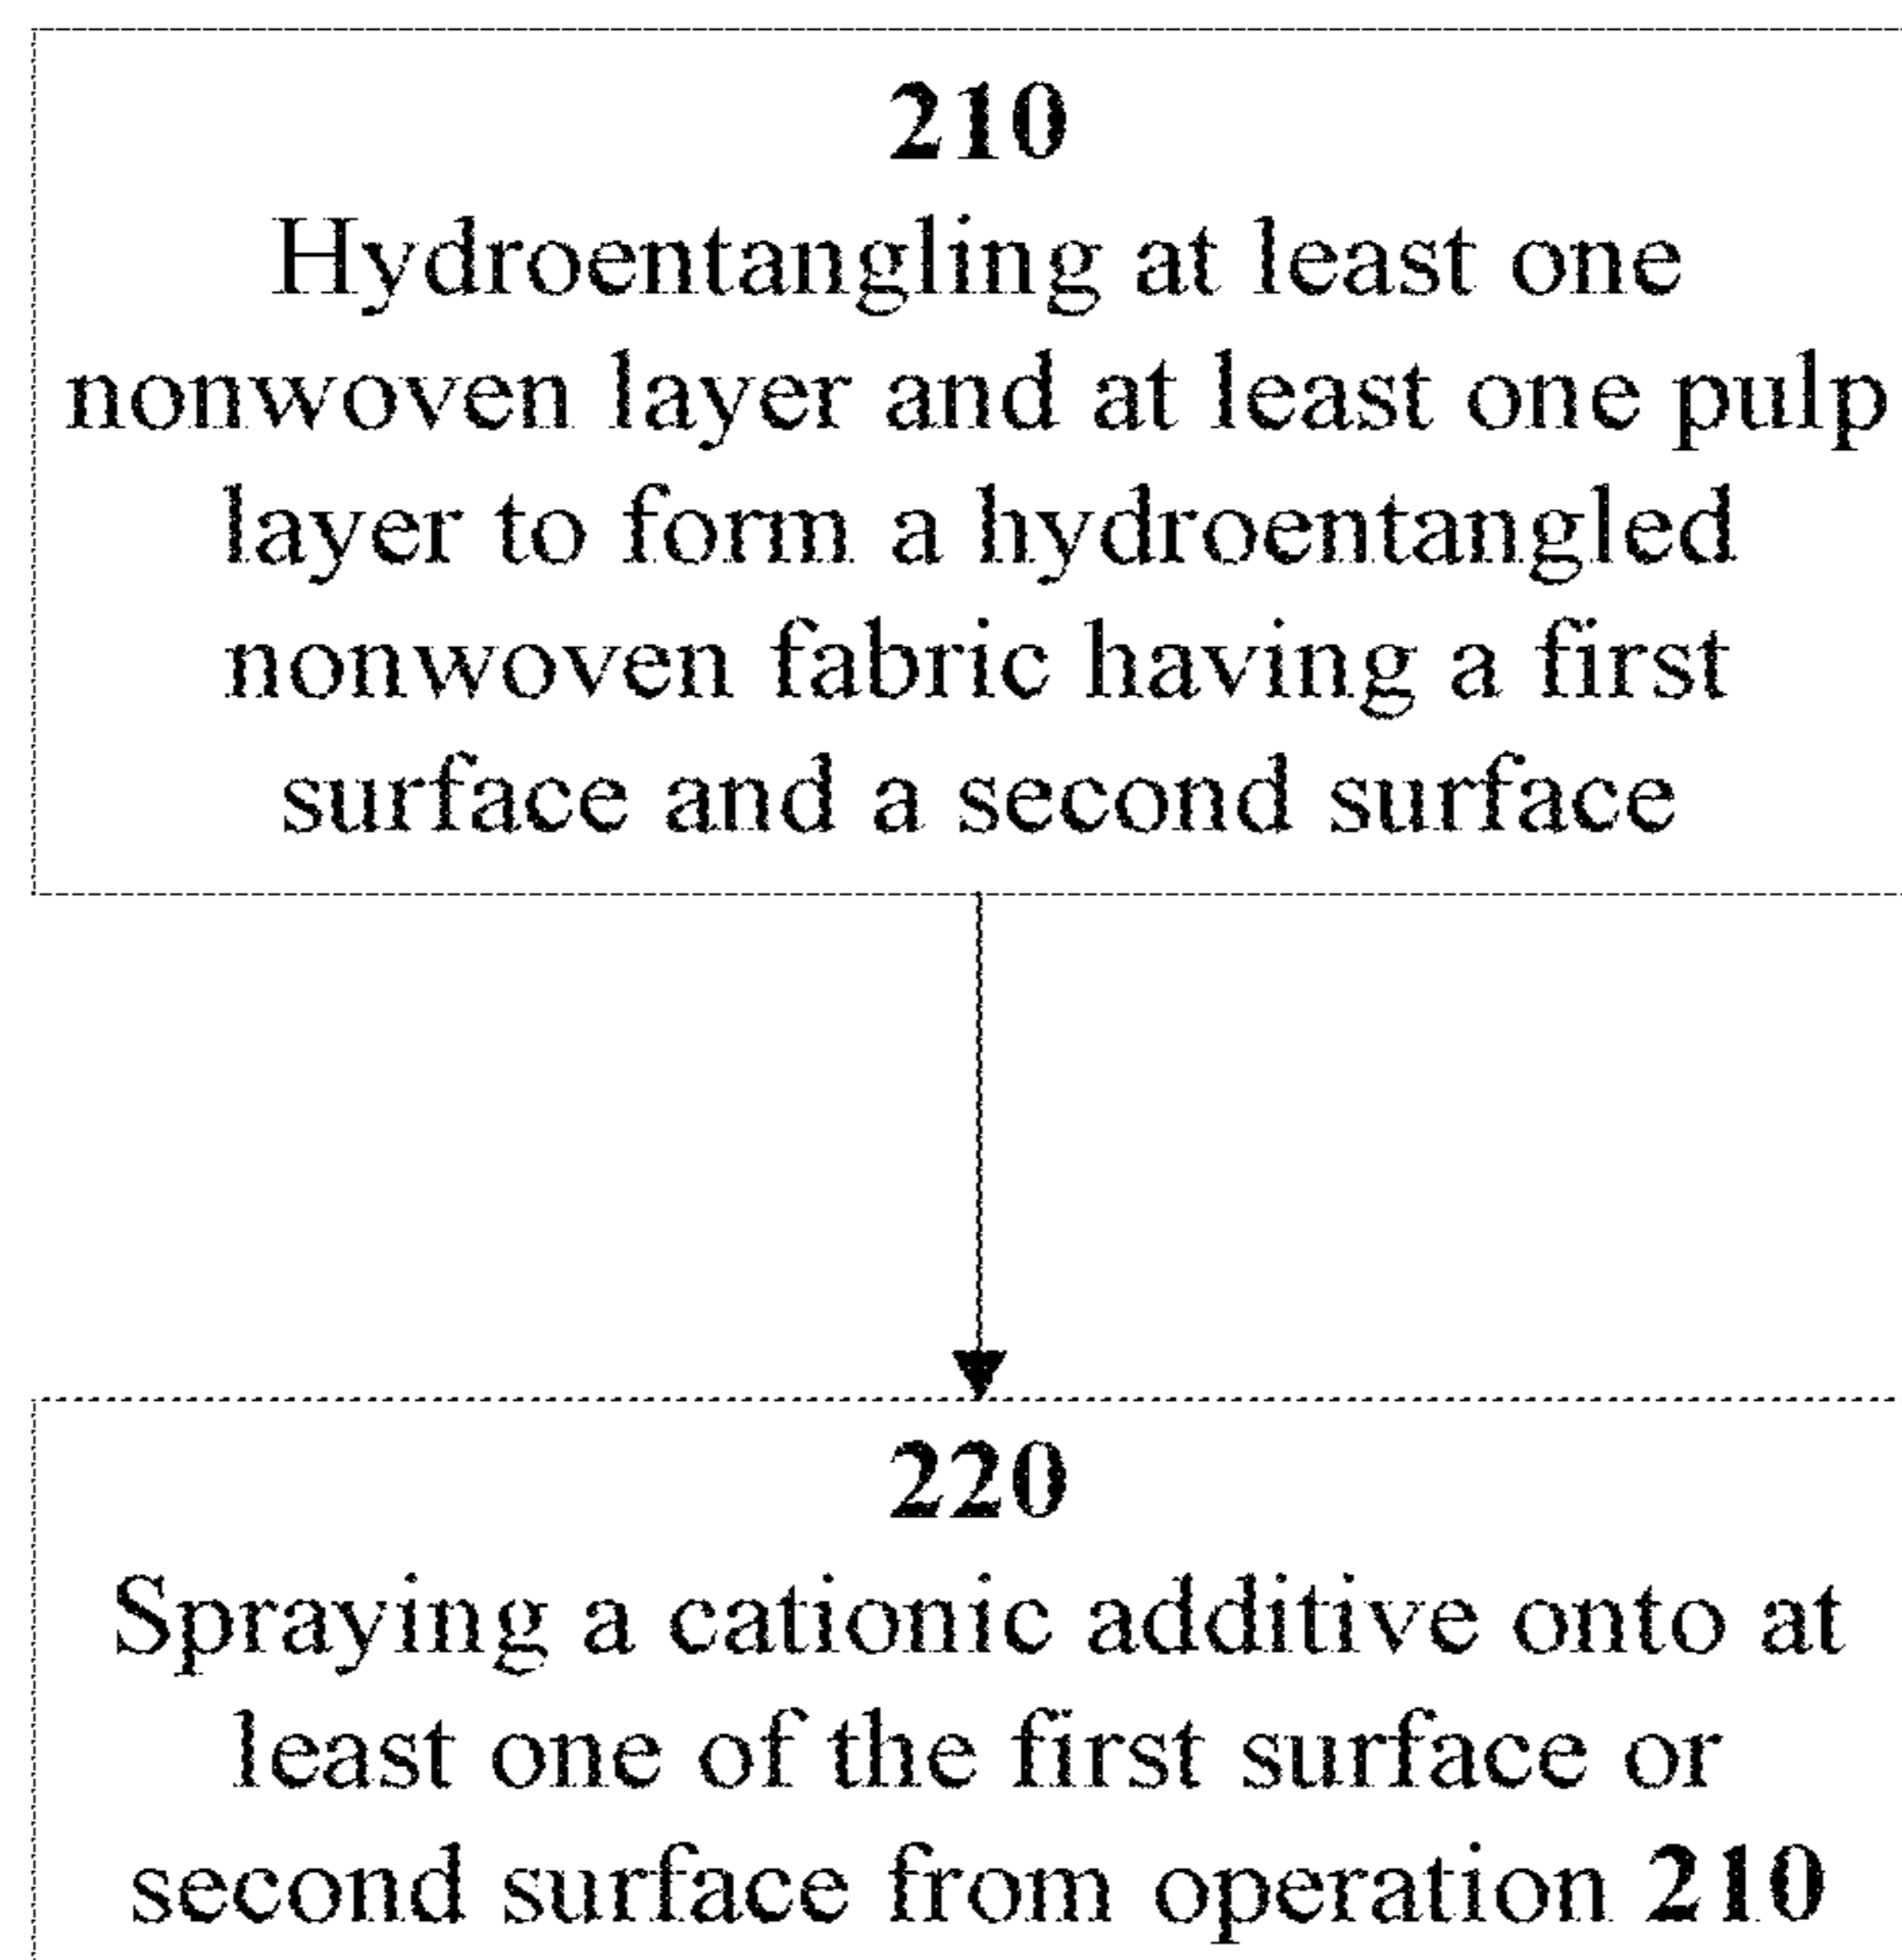 210
Hydroentangling at least one
nonwoven layer and at least one pulp
layer to form a hydroentangled
nonwoven fabric having a first
surface and a second surface
220
Spraying a cationic additive onto at
least one of the first surface or
second surface from operation 210